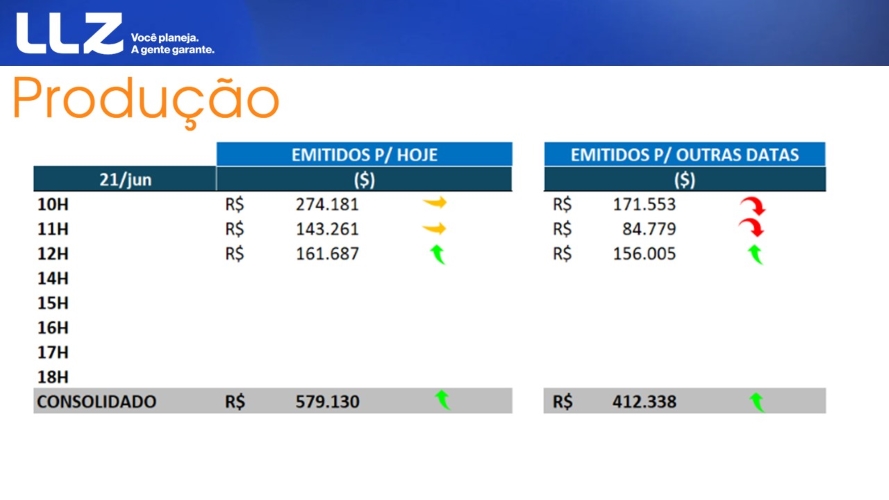 LLZ Você planeja.
A gente garante.
Produção
EMITIDOS P/ HOJE EMITIDOS P/ OUTRAS DATAS
21/jun ($) ($)
10H R$ 274.181 R$ 171.553
11H R$ 143.261 R$ 84.779
12H R$ 161.687 R$ 156.005
14H
15H
16H
17H
18H
CONSOLIDADO R$ 579.130 R$ 412.338